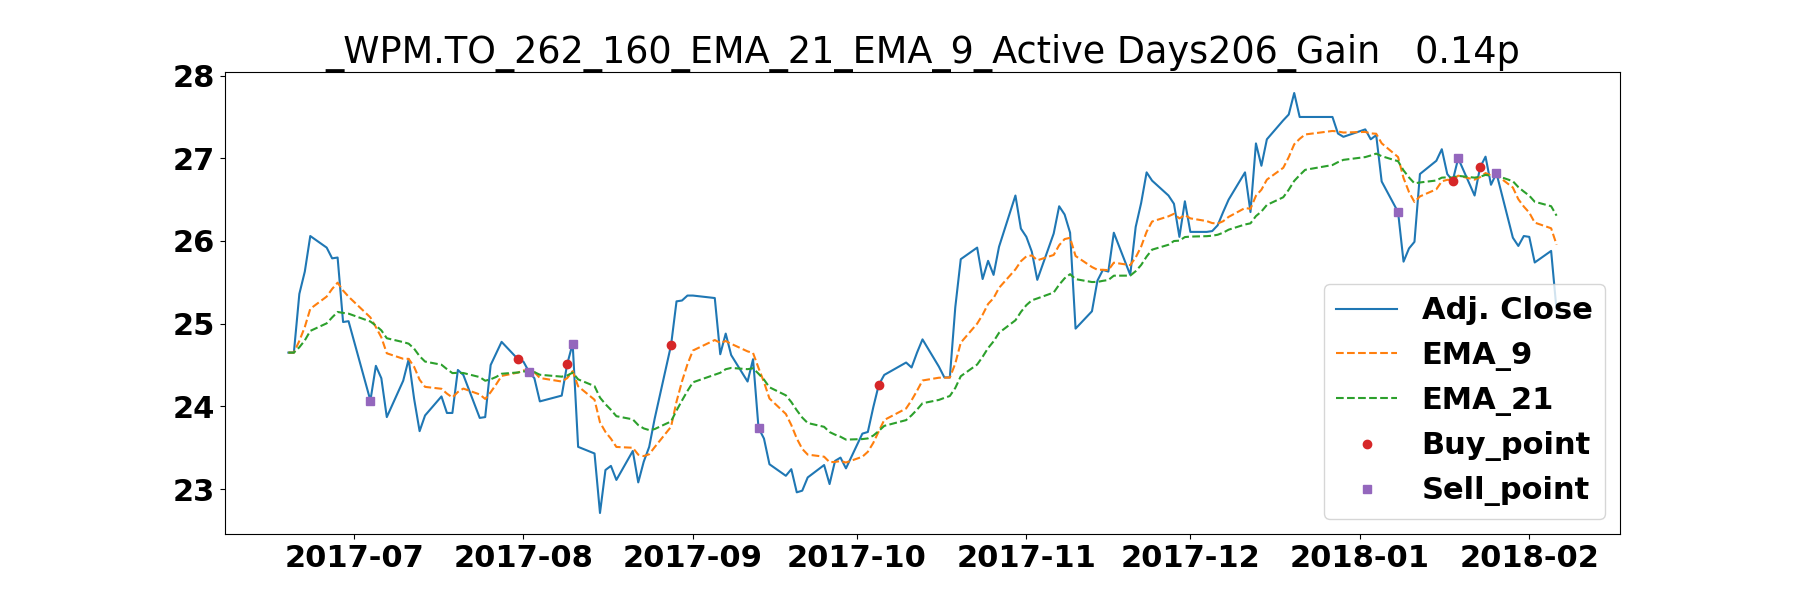 _WPM.TO_262_160_EMA_21_EMA_9_Active Days206_Gain   0.14p
28
27
26
25
24
23
Adj. Close
EMA_9
EMA_21
Buy_point
Sell_point
2017-07 2017-08 2017-09 2017-10 2017-11 2017-12 2018-01 2018-02